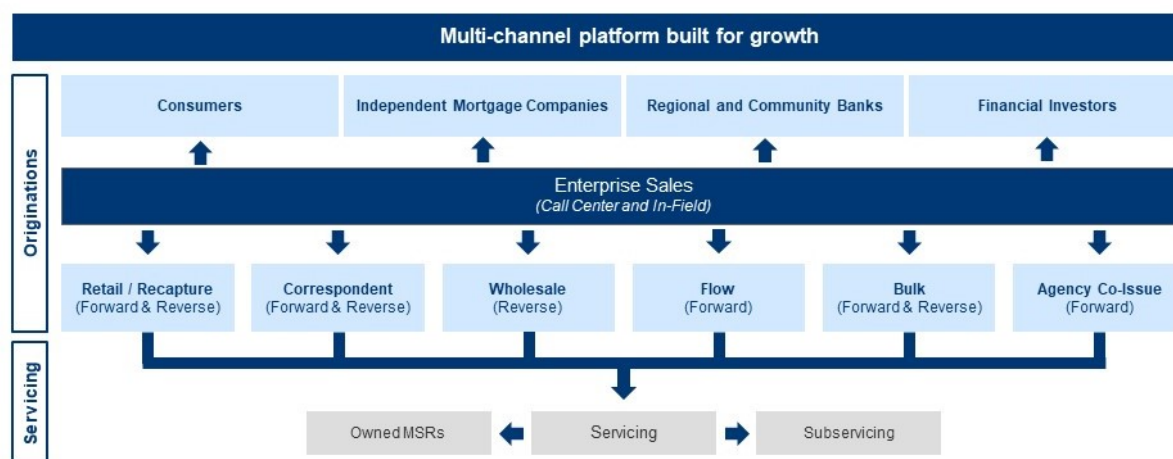 Multi-channel platform built for growth
Originations
Consumers
Independent Mortgage Companies
Regional and Community Banks
Financial Investors
Enterprise Sales
(Call Center and In-Field)
Retail / Recapture
(Forward & Reverse)
Correspondent
(Forward & Reverse)
Wholesale
(Reverse)
Flow
(Forward)
Bulk
(Forward & Reverse)
Agency Co-Issue
(Forward)
Servicing
Owned MSRs
Servicing
Subservicing